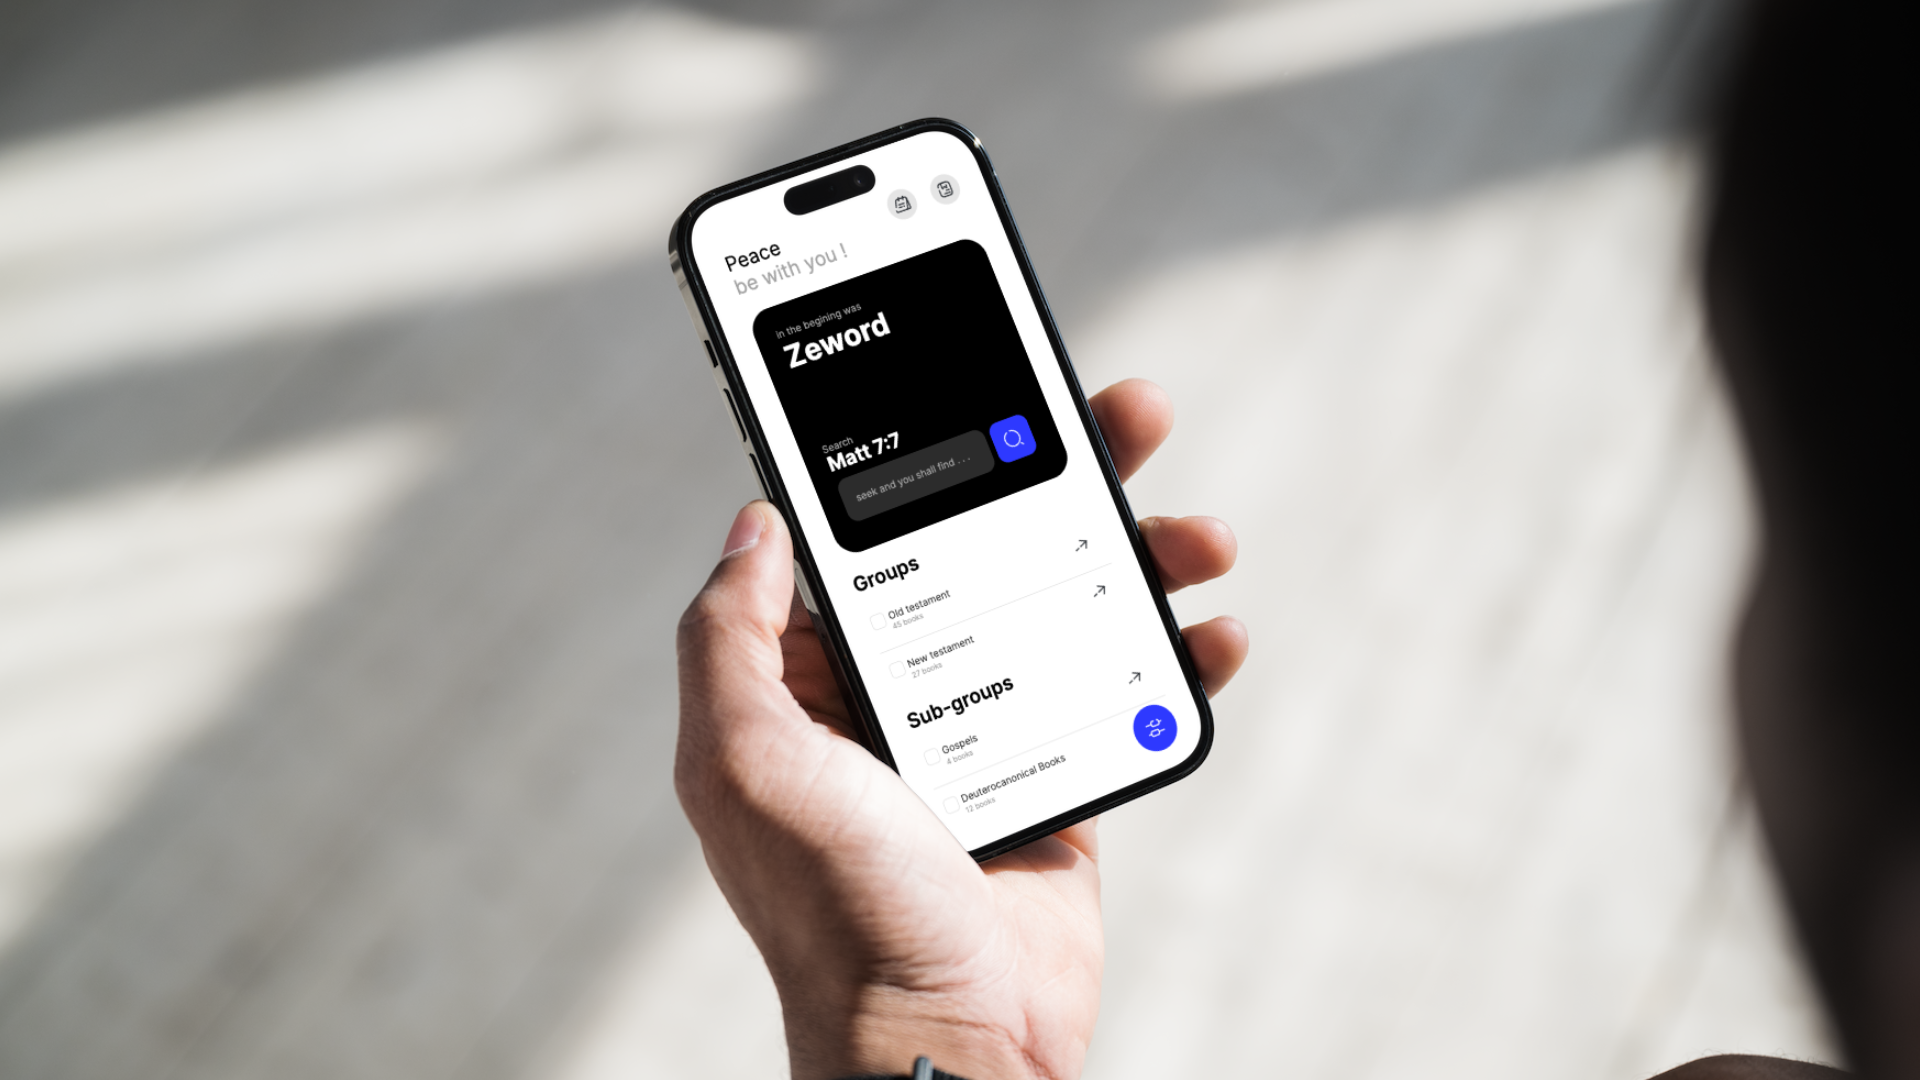 Peace
be with you !
in the begining was
Zeword
Search
Matt 7:7
seek and you shall find . . .
Groups
Old testament
45 books
New testament
27 books
Sub-groups
Gospels
4 books
Deuterocanonical Books
12 books